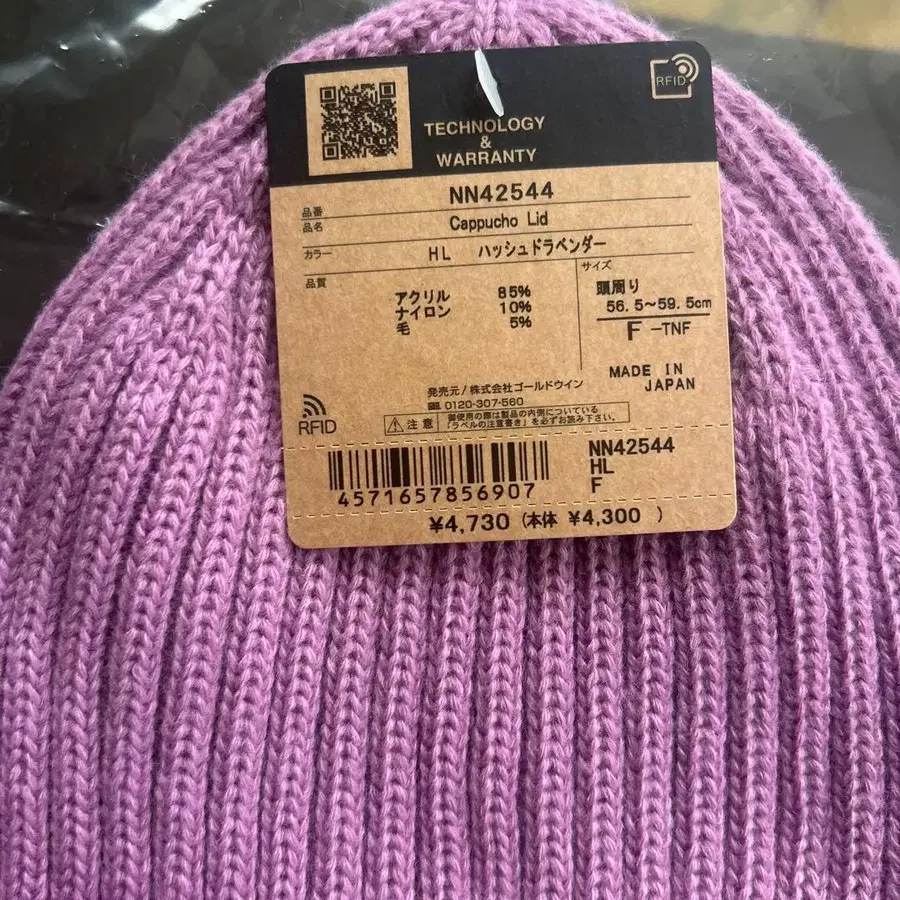 RFID
TECHNOLOGY
&
WARRANTY
品番 NN42544
品名 Cappucho Lid
カラー HL ハッシュドラベンダー
品質
アクリル 85%
ナイロン 10%
毛 5%
サイズ
頭周り
56.5~59.5cm
F -TNF
MADE IN
JAPAN
発売元/株式会社ゴールドウイン
0120-307-560
RFID
注意 御使用の際は製品の内側についている
「ラベルの注意書き」を必ずお読み下さい。
4571657856907
NN42544
HL
F
¥4,730 (本体 ¥4,300 )